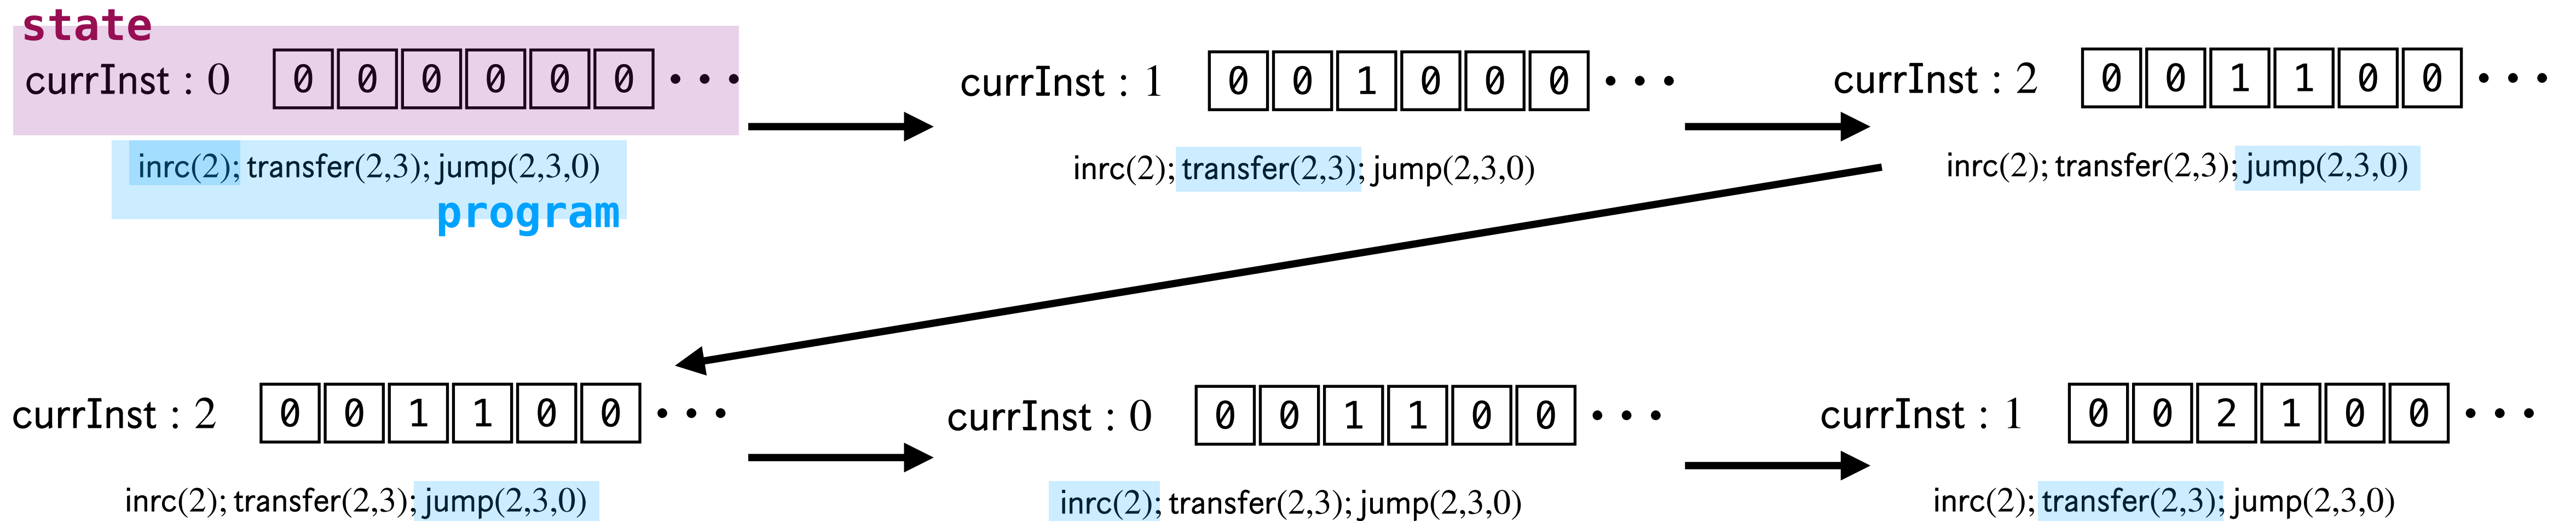 state
currInst : 0 0 0 0 0 0 0 ...
inrc(2); transfer(2,3); jump(2,3,0)
program
currInst : 1 0 0 1 0 0 0 ...
inrc(2); transfer(2,3); jump(2,3,0)
currInst : 2 0 0 1 1 0 0 ...
inrc(2); transfer(2,3); jump(2,3,0)
currInst : 2 0 0 1 1 0 0 ...
inrc(2); transfer(2,3); jump(2,3,0)
currInst : 0 0 0 1 1 0 0 ...
inrc(2); transfer(2,3); jump(2,3,0)
currInst : 1 0 0 2 1 0 0 ...
inrc(2); transfer(2,3); jump(2,3,0)